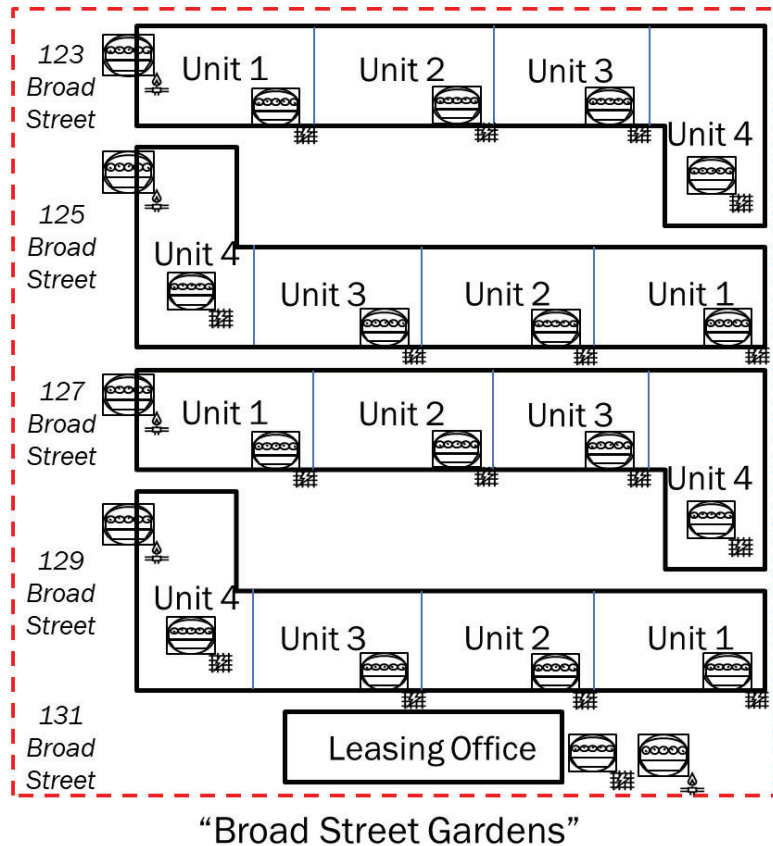 123
Broad
Street
Unit 1
Unit 2
Unit 3
Unit 4
125
Broad
Street
Unit 4
Unit 3
Unit 2
Unit 1
127
Broad
Street
Unit 1
Unit 2
Unit 3
Unit 4
129
Broad
Street
Unit 4
Unit 3
Unit 2
Unit 1
131
Broad
Street
Leasing Office
“Broad Street Gardens”